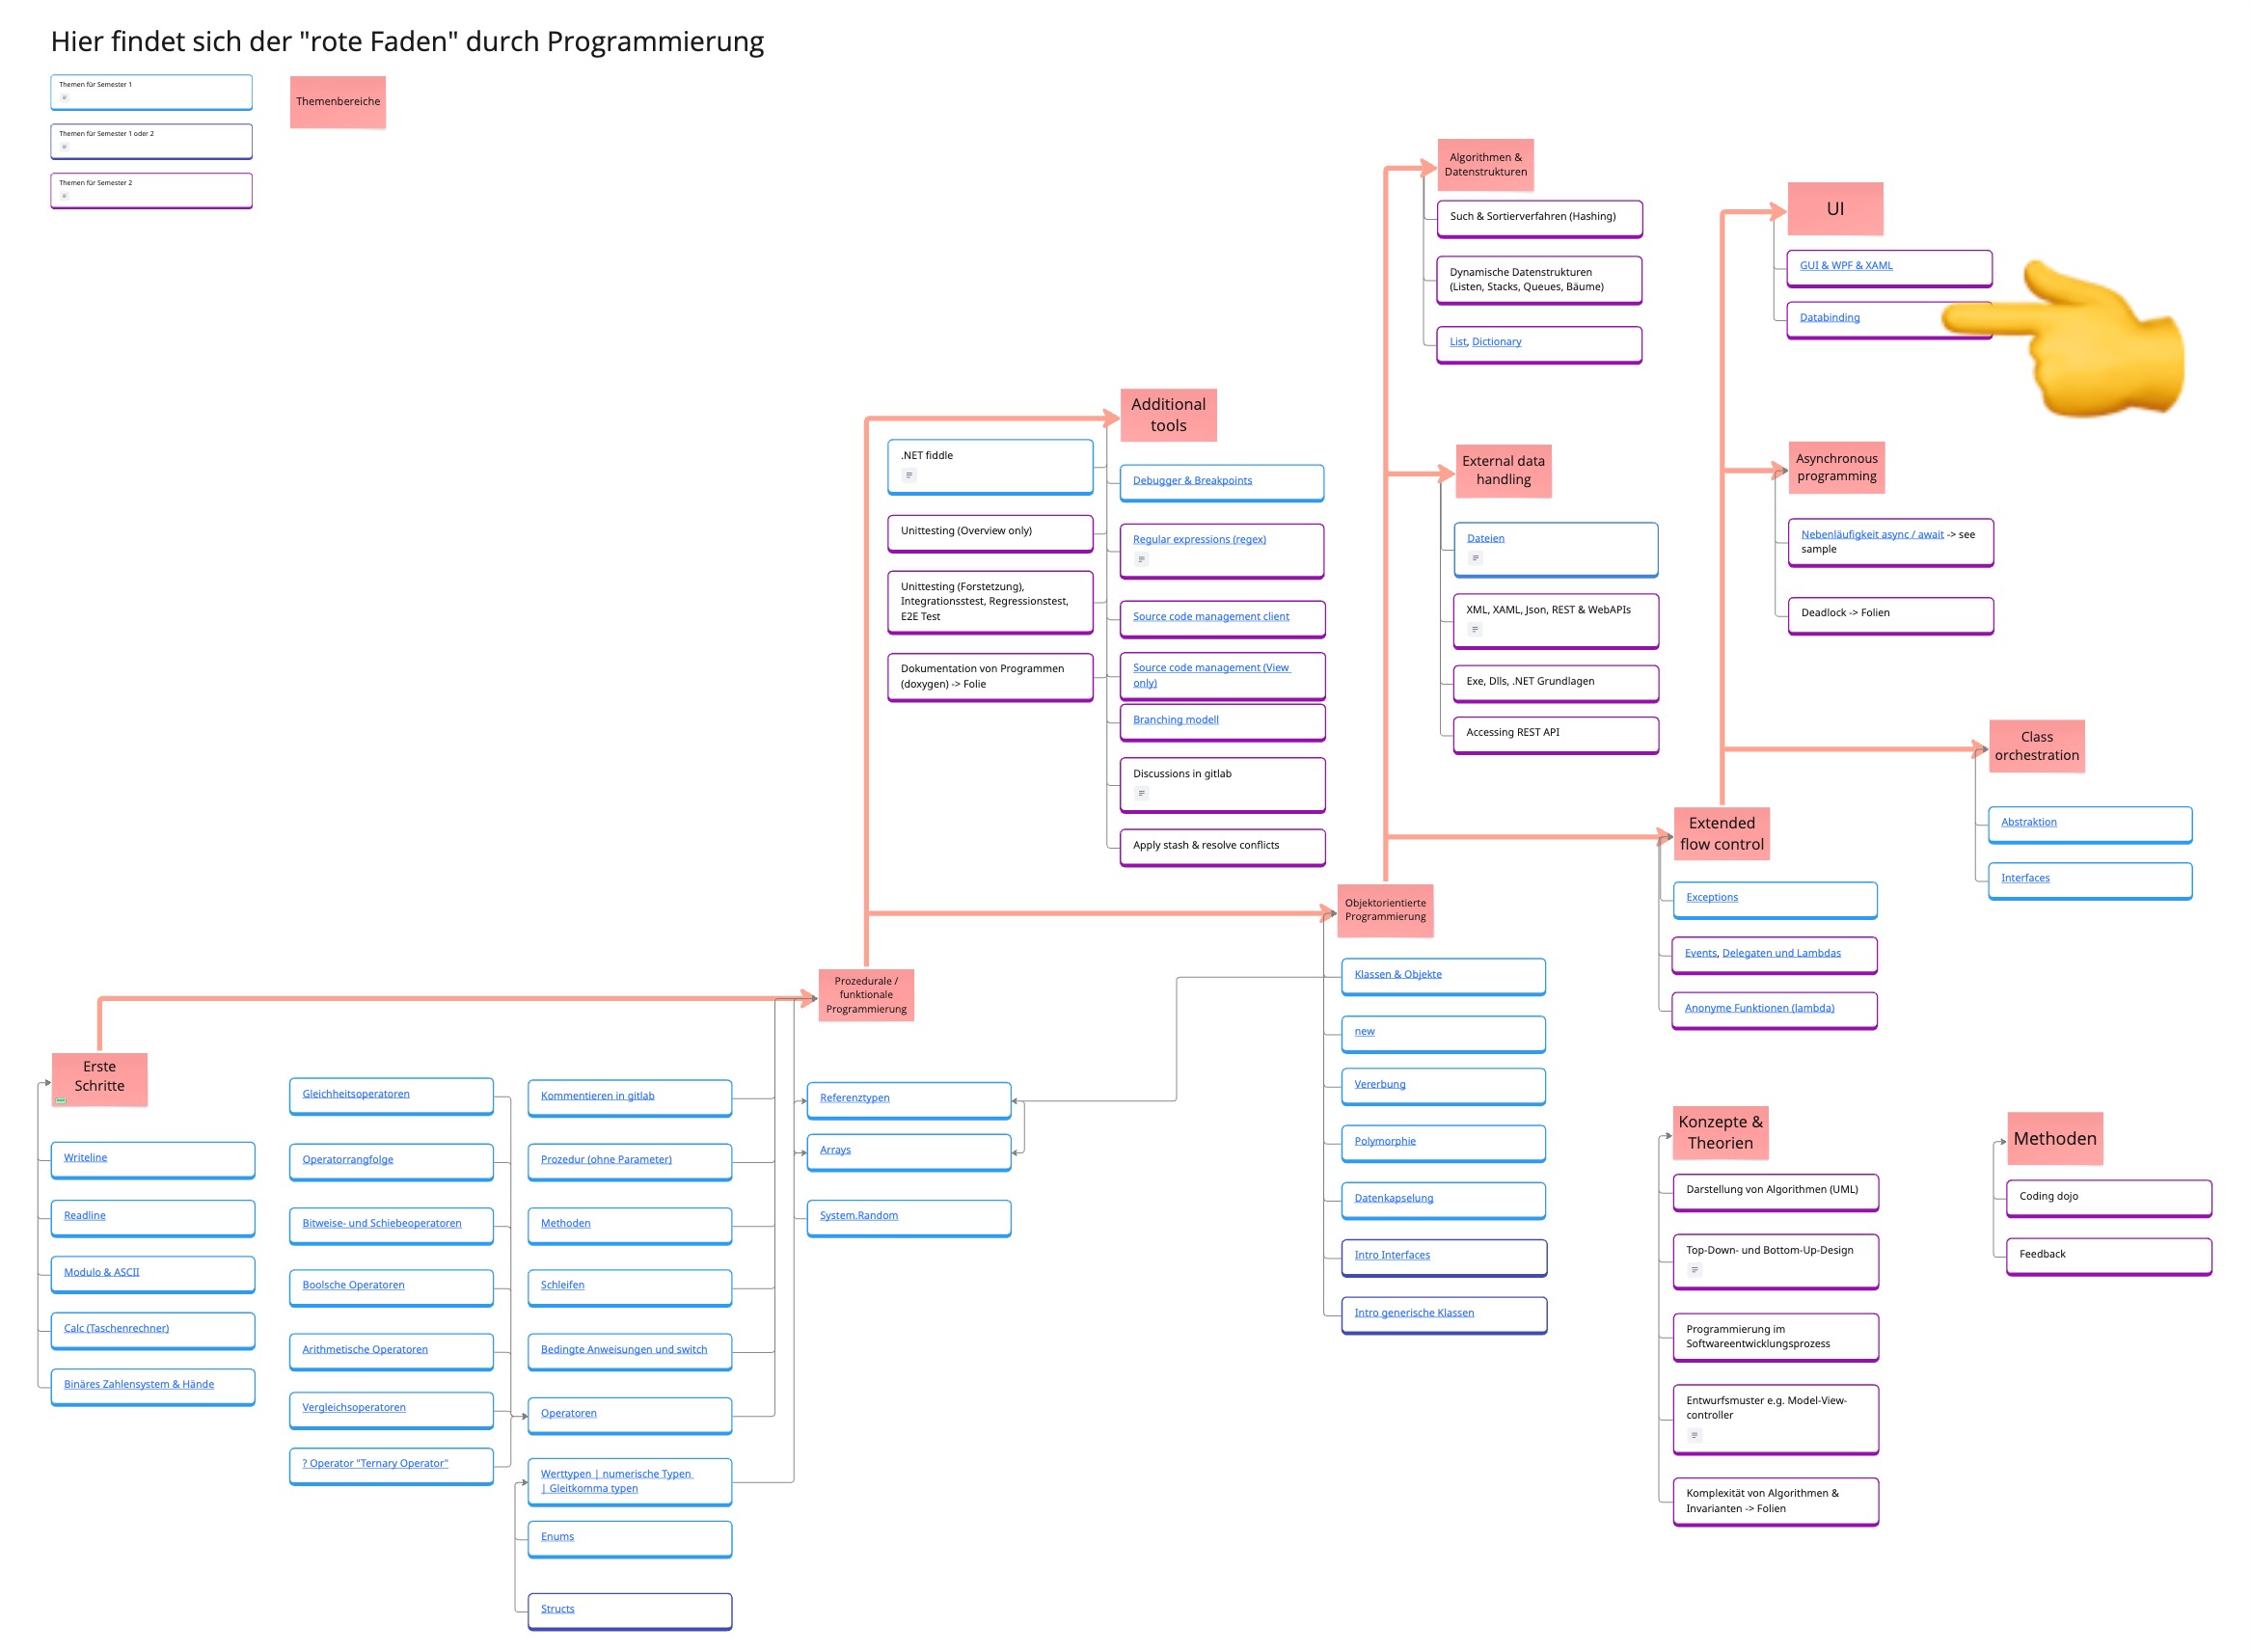 Hier findet sich der "rote Faden" durch Programmierung
Themen für Semester 1
Themen für Semester 1 oder 2
Themen für Semester 2
Themenbereiche
Algorithmen &
Datenstrukturen
Such & Sortierverfahren (Hashing)
Dynamische Datenstrukturen
(Listen, Stacks, Queues, Bäume)
List, Dictionary
UI
GUI & WPF & XAML
Databinding
Additional
tools
.NET fiddle
Unittesting (Overview only)
Unittesting (Forstetzung),
Integrationsstest, Regressionstest,
E2E Test
Dokumentation von Programmen
(doxygen) -> Folie
Debugger & Breakpoints
Regular expressions (regex)
Source code management client
Source code management (View
only)
Branching modell
Discussions in gitlab
Apply stash & resolve conflicts
External data
handling
Dateien
XML, XAML, Json, REST & WebAPIs
Exe, Dlls, .NET Grundlagen
Accessing REST API
Asynchronous
programming
Nebenläufigkeit async / await -> see
sample
Deadlock -> Folien
Class
orchestration
Abstraktion
Interfaces
Extended
flow control
Exceptions
Events, Delegaten und Lambdas
Anonyme Funktionen (lambda)
Objektorientierte
Programmierung
Klassen & Objekte
new
Vererbung
Polymorphie
Datenkapselung
Intro Interfaces
Intro generische Klassen
Prozedurale /
funktionale
Programmierung
Erste
Schritte
Writeline
Readline
Modulo & ASCII
Calc (Taschenrechner)
Binäres Zahlensystem & Hände
Gleichheitsoperatoren
Operatorrangfolge
Bitweise- und Schiebeoperatoren
Boolsche Operatoren
Arithmetische Operatoren
Vergleichsoperatoren
? Operator "Ternary Operator"
Kommentieren in gitlab
Prozedur (ohne Parameter)
Methoden
Schleifen
Bedingte Anweisungen und switch
Operatoren
Werttypen | numerische Typen
| Gleitkomma typen
Enums
Structs
Referenztypen
Arrays
System.Random
Konzepte &
Theorien
Darstellung von Algorithmen (UML)
Top-Down- und Bottom-Up-Design
Programmierung im
Softwareentwicklungsprozess
Entwurfsmuster e.g. Model-View-
controller
Komplexität von Algorithmen &
Invarianten -> Folien
Methoden
Coding dojo
Feedback